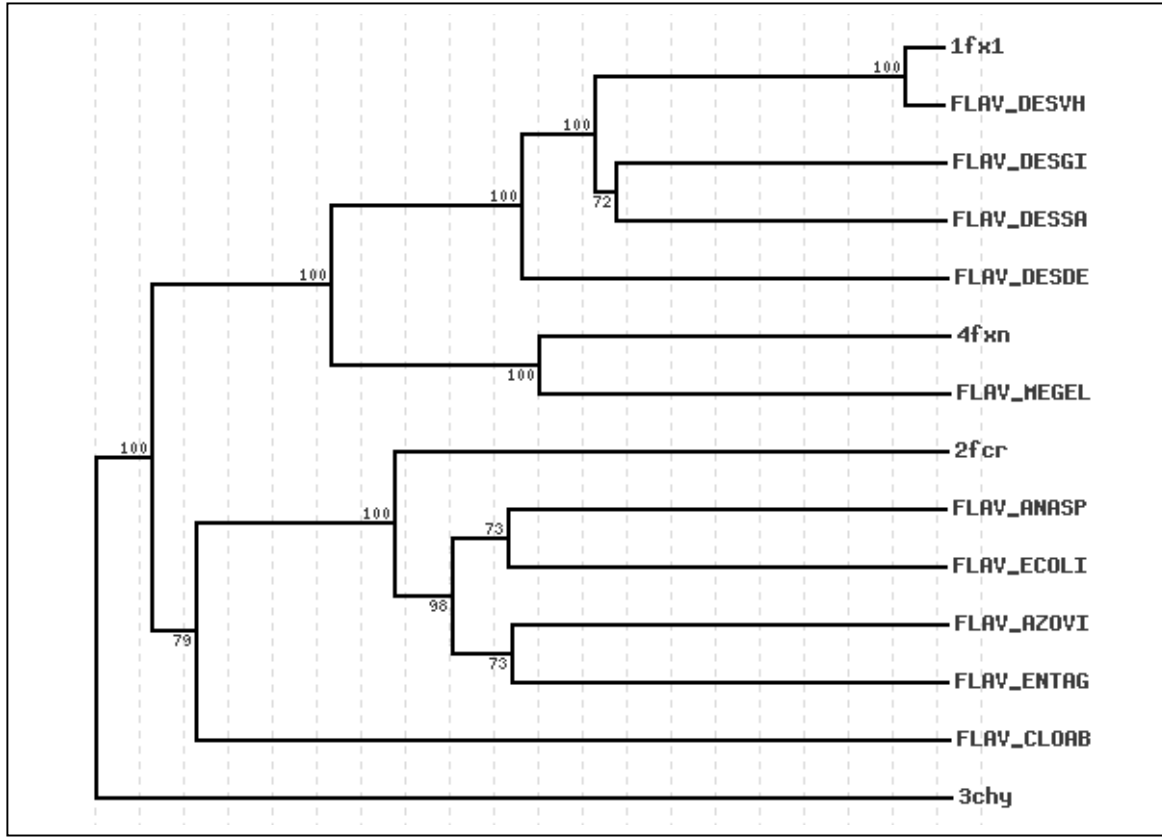 1fx1
100
FLAV_DESVH
100
FLAV_DESGI
100
72
FLAV_DESSA
100
FLAV_DESDE
4fxn
100
FLAV_MEGEL
100
2fcr
100
FLAV_ANASP
73
FLAV_ECOLI
98
FLAV_AZOVI
79
73
FLAV_ENTAG
FLAV_CLOAB
3chy